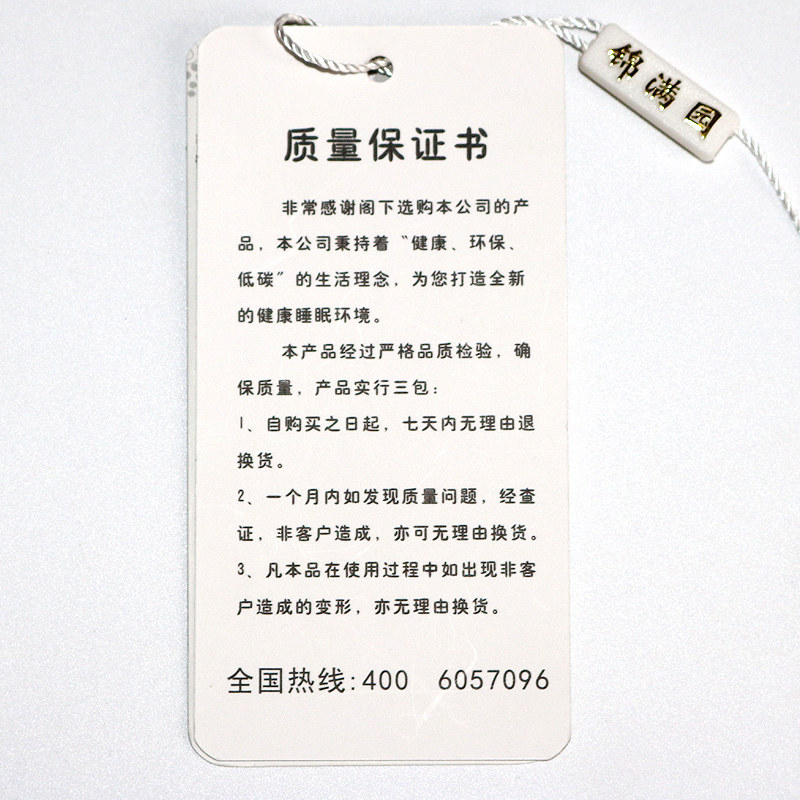 锦满园
质量保证书
非常感谢阁下选购本公司的产
品，本公司秉持着“健康、环保、
低碳”的生活理念，为您打造全新
的健康睡眠环境。
本产品经过严格品质检验，确
保质量，产品实行三包：
1、自购买之日起，七天内无理由退
换货。
2、一个月内如发现质量问题，经查
证，非客户造成，亦可无理由换货。
3、凡本品在使用过程中如出现非客
户造成的变形，亦无理由换货。
全国热线:400 6057096